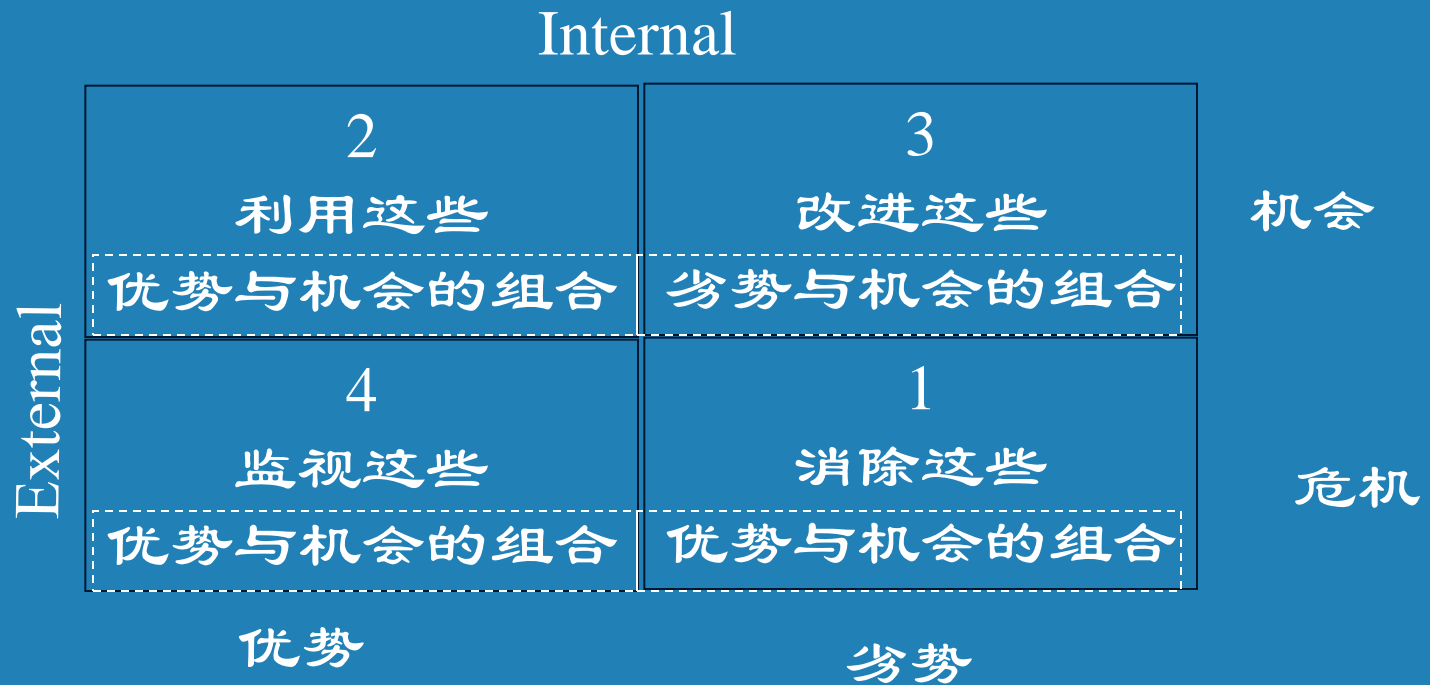 Internal
2
利用这些
优势与机会的组合
3
改进这些
劣势与机会的组合
机会
External
4
监视这些
优势与机会的组合
1
消除这些
优势与机会的组合
危机
优势
劣势